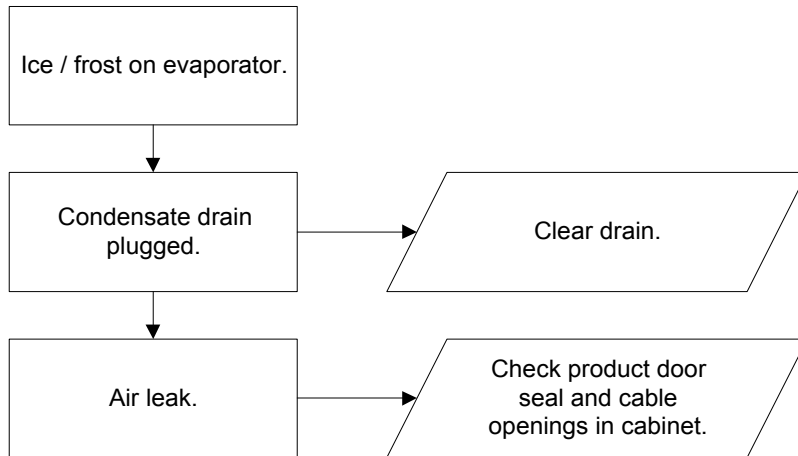 Ice / frost on evaporator.
Condensate drain
plugged.
Clear drain.
Air leak.
Check product door
seal and cable
openings in cabinet.